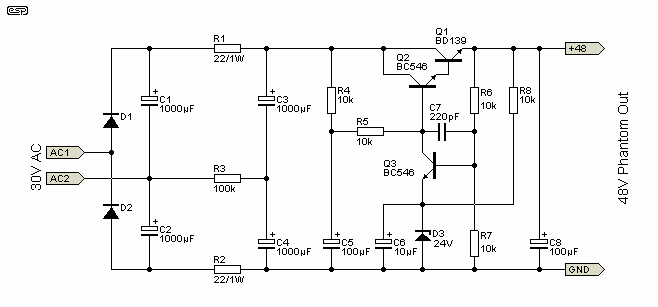 esp
R1
22/1W
Q1
BD139
+48
Q2
BC546
C1
1000µF
C3
1000µF
R4
10k
C7
220pF
R6
10k
R8
10k
D1
R5
10k
30V AC
AC1
AC2
R3
100k
Q3
BC546
48V Phantom Out
D2
C2
1000µF
C4
1000µF
C5
100µF
C6
10µF
D3
24V
R7
10k
C8
100µF
R2
22/1W
GND